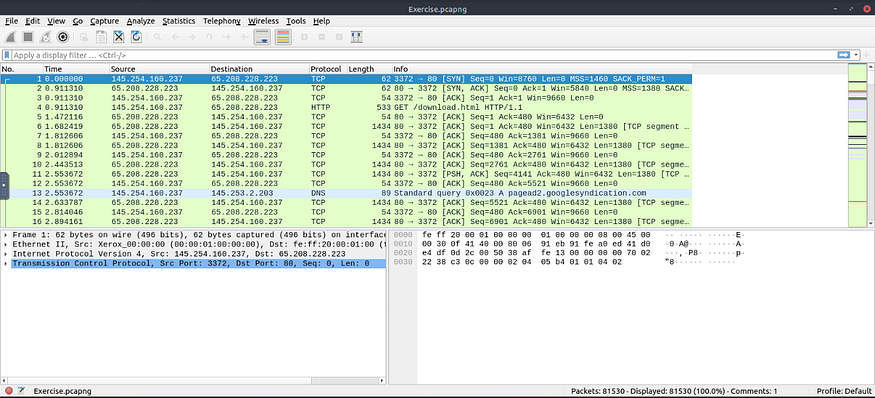 Exercise.pcapng
File Edit View Go Capture Analyze Statistics Telephony Wireless Tools Help
Apply a display filter ... <Ctrl-/>
No. Time Source Destination Protocol Length Info
1 0.000000 145.254.160.237 65.208.228.223 TCP 62 3372 → 80 [SYN] Seq=0 Win=8760 Len=0 MSS=1460 SACK_PERM=1
2 0.911310 65.208.228.223 145.254.160.237 TCP 62 80 → 3372 [SYN, ACK] Seq=0 Ack=1 Win=5840 Len=0 MSS=1380 SACK…
3 0.911310 145.254.160.237 65.208.228.223 TCP 54 3372 → 80 [ACK] Seq=1 Ack=1 Win=9660 Len=0
4 0.911310 145.254.160.237 65.208.228.223 HTTP 533 GET /download.html HTTP/1.1
5 1.472116 65.208.228.223 145.254.160.237 TCP 54 80 → 3372 [ACK] Seq=1 Ack=480 Win=6432 Len=0
6 1.682419 65.208.228.223 145.254.160.237 TCP 1434 80 → 3372 [ACK] Seq=1 Ack=480 Win=6432 Len=1380 [TCP segment …
7 1.812606 145.254.160.237 65.208.228.223 TCP 54 3372 → 80 [ACK] Seq=480 Ack=1381 Win=9660 Len=0
8 1.812606 65.208.228.223 145.254.160.237 TCP 1434 80 → 3372 [ACK] Seq=1381 Ack=480 Win=6432 Len=1380 [TCP segme…
9 2.012894 145.254.160.237 65.208.228.223 TCP 54 3372 → 80 [ACK] Seq=480 Ack=2761 Win=9660 Len=0
10 2.443513 65.208.228.223 145.254.160.237 TCP 1434 80 → 3372 [ACK] Seq=2761 Ack=480 Win=6432 Len=1380 [TCP segme…
11 2.553672 65.208.228.223 145.254.160.237 TCP 1434 80 → 3372 [PSH, ACK] Seq=4141 Ack=480 Win=6432 Len=1380 [TCP …
12 2.553672 145.254.160.237 65.208.228.223 TCP 54 3372 → 80 [ACK] Seq=480 Ack=5521 Win=9660 Len=0
13 2.553672 145.254.160.237 145.253.2.203 DNS 89 Standard query 0x0023 A pagead2.googlesyndication.com
14 2.633787 65.208.228.223 145.254.160.237 TCP 1434 80 → 3372 [ACK] Seq=5521 Ack=480 Win=6432 Len=1380 [TCP segme…
15 2.814046 145.254.160.237 65.208.228.223 TCP 54 3372 → 80 [ACK] Seq=480 Ack=6901 Win=9660 Len=0
16 2.894161 65.208.228.223 145.254.160.237 TCP 1434 80 → 3372 [ACK] Seq=6901 Ack=480 Win=6432 Len=1380 [TCP segme…
Frame 1: 62 bytes on wire (496 bits), 62 bytes captured (496 bits) on interface
Ethernet II, Src: Xerox_00:00:00 (00:00:01:00:00:00), Dst: fe:ff:20:00:01:00 (f
Internet Protocol Version 4, Src: 145.254.160.237, Dst: 65.208.228.223
Transmission Control Protocol, Src Port: 3372, Dst Port: 80, Seq: 0, Len: 0
0000 fe ff 20 00 01 00 00 00 01 00 00 00 08 00 45 00 ·· ····· ······E·
0010 00 30 0f 41 40 00 80 06 91 eb 91 fe a0 ed 41 d0 ·0·A@··· ······A·
0020 e4 df 0d 2c 00 50 38 af fe 13 00 00 00 00 70 02 ···,·P8· ······p·
0030 22 38 c3 0c 00 00 02 04 05 b4 01 01 04 02 "8······ ······
Exercise.pcapng
Packets: 81530 · Displayed: 81530 (100.0%) · Comments: 1
Profile: Default